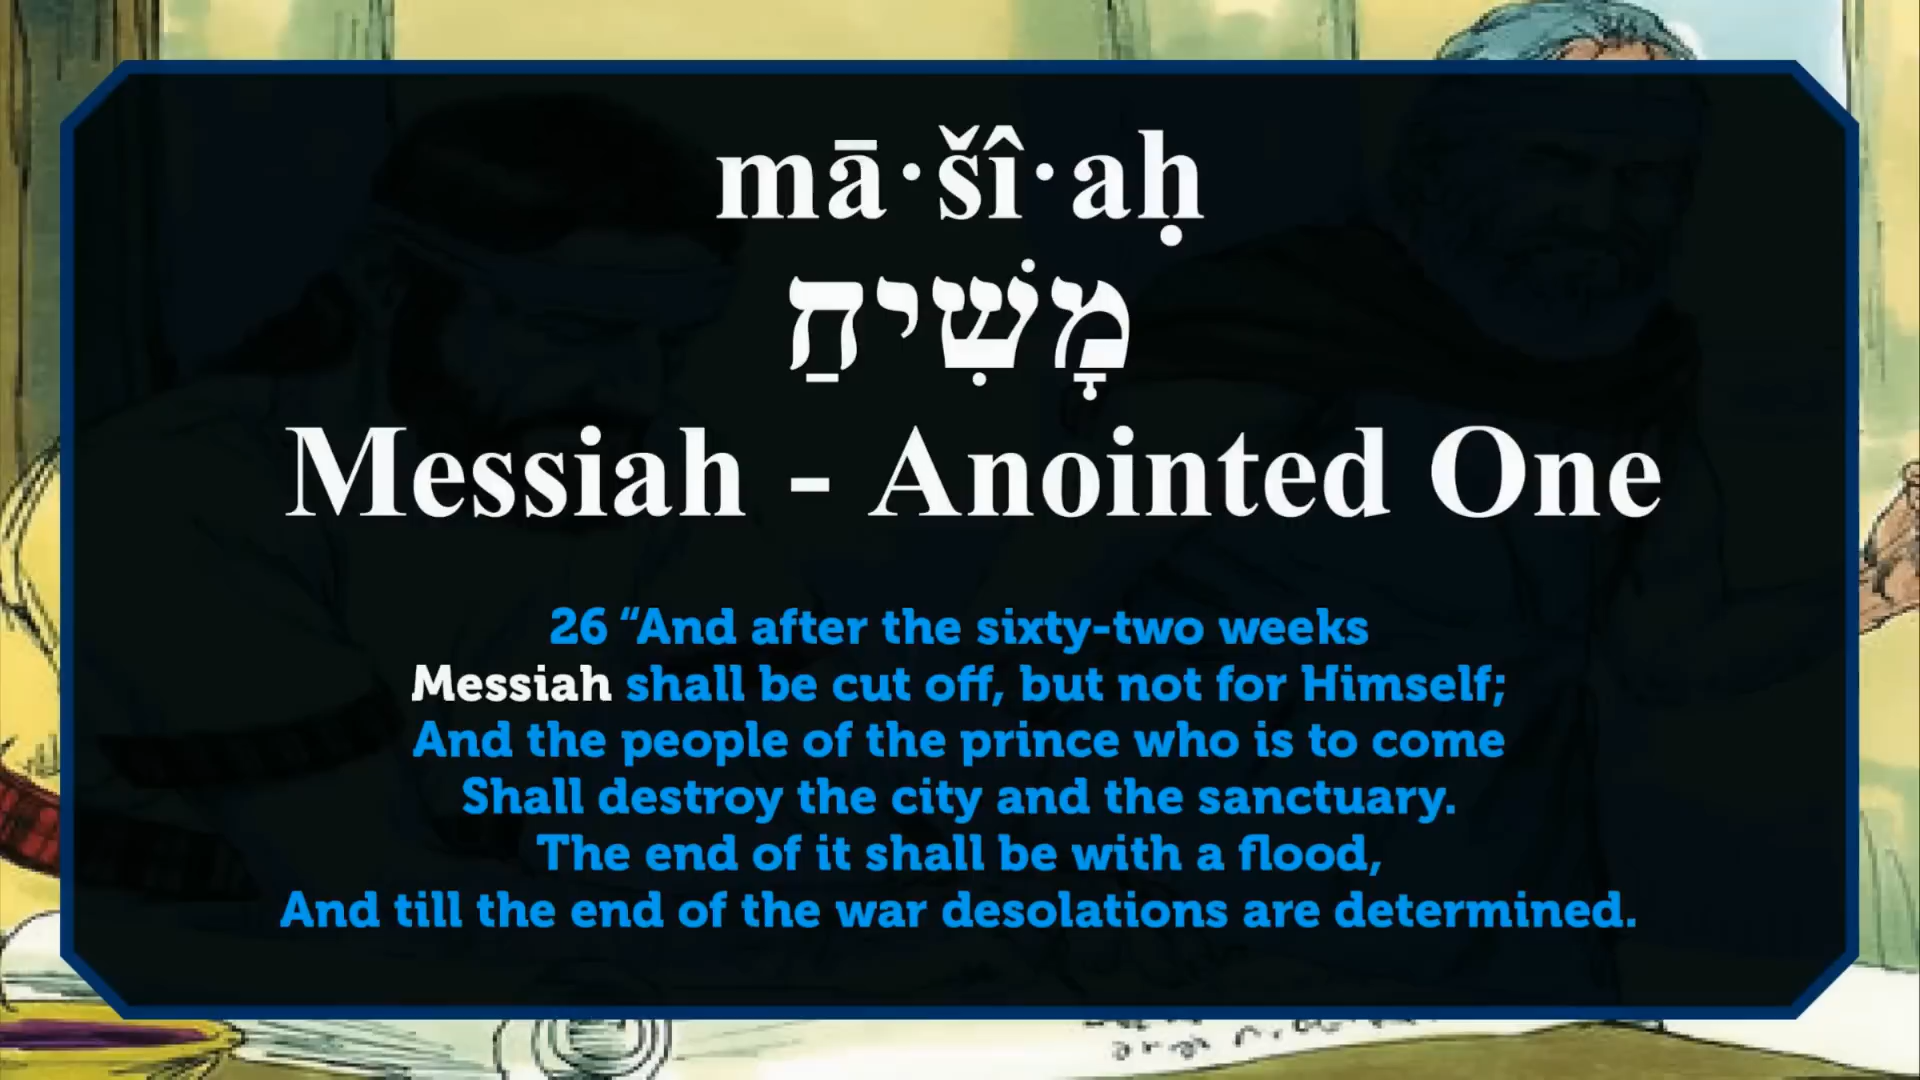 mā·šî·aḥ
מָשִׁיחַ
Messiah - Anointed One
26 “And after the sixty-two weeks
Messiah shall be cut off, but not for Himself;
And the people of the prince who is to come
Shall destroy the city and the sanctuary.
The end of it shall be with a flood,
And till the end of the war desolations are determined.